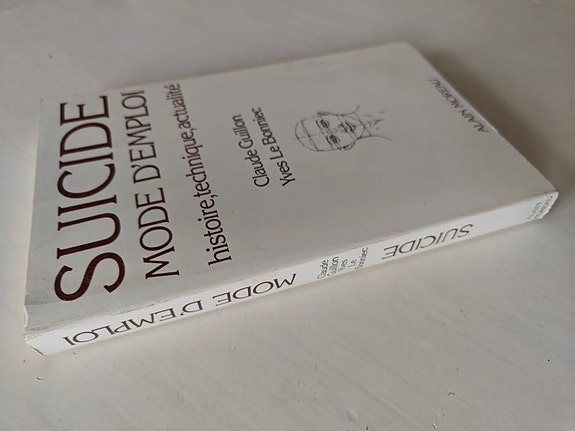 SUICIDE
MODE D'EMPLOI
histoire,technique,actualité
Claude Guillon
Yves Le Bonniec
ALAIN MOREAU
SUICIDE
Claude
Guillon
Yves
Le
Bonniec
MODE D'EMPLOI